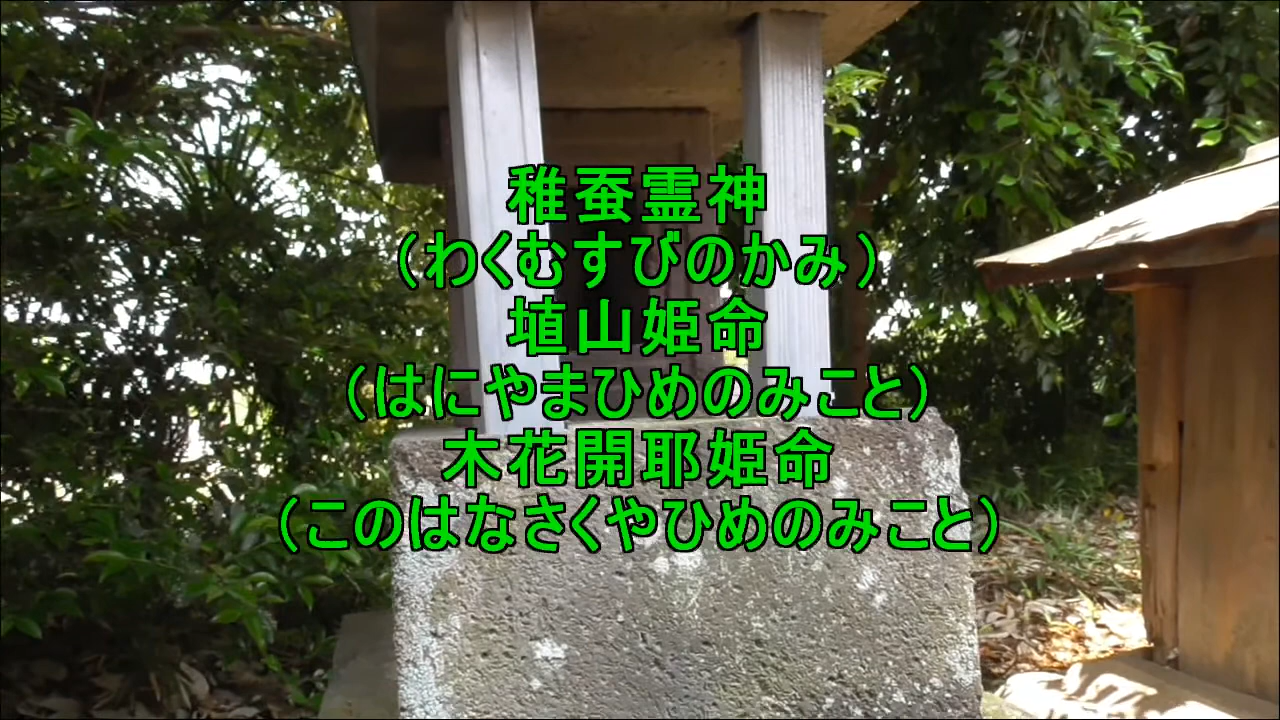 稚蚕霊神
（わくむすびのかみ）
埴山姫命
（はにやまひめのみこと）
木花開耶姫命
（このはなさくやひめのみこと）